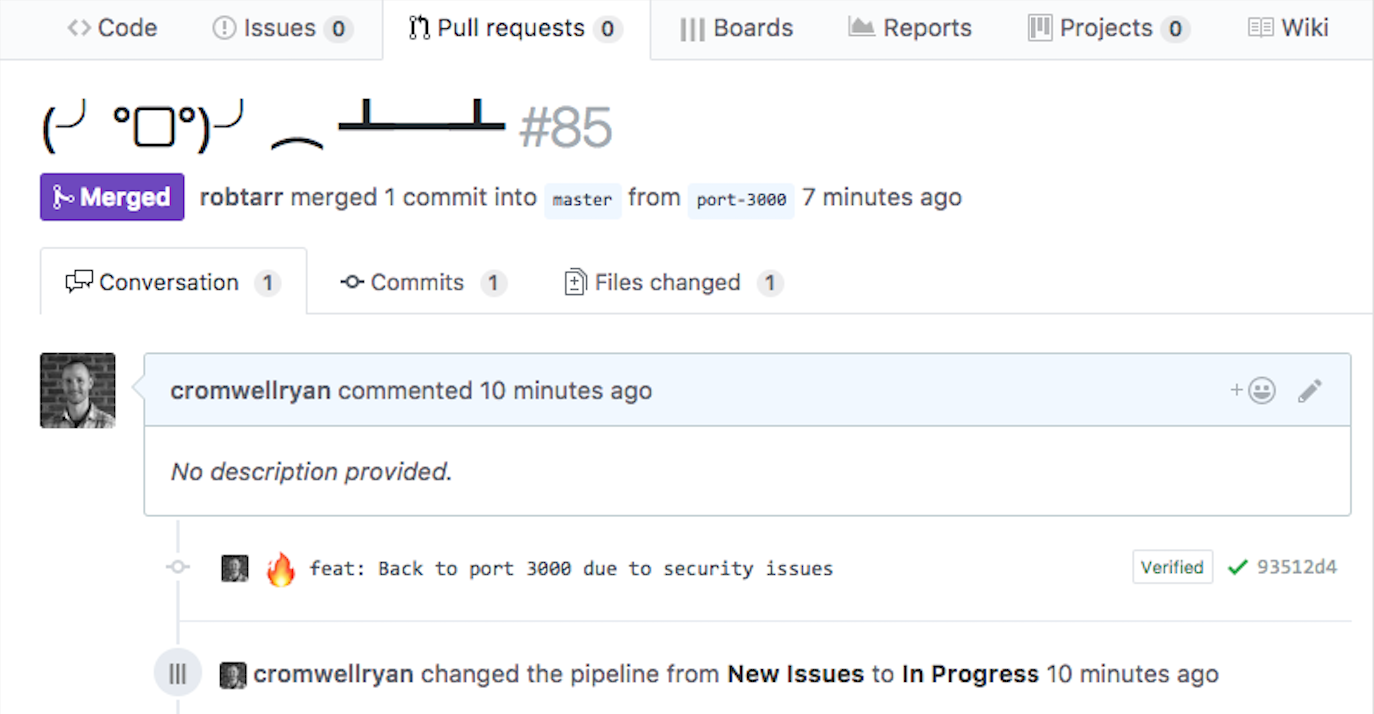 Code Issues 0 Pull requests 0 Boards Reports Projects 0 Wiki
(╯°□°)╯︵ ┻━┻ #85
Merged robtarr merged 1 commit into master from port-3000 7 minutes ago
Conversation 1 Commits 1 Files changed 1
cromwellryan commented 10 minutes ago
No description provided.
🔥 feat: Back to port 3000 due to security issues Verified 93512d4
cromwellryan changed the pipeline from New Issues to In Progress 10 minutes ago